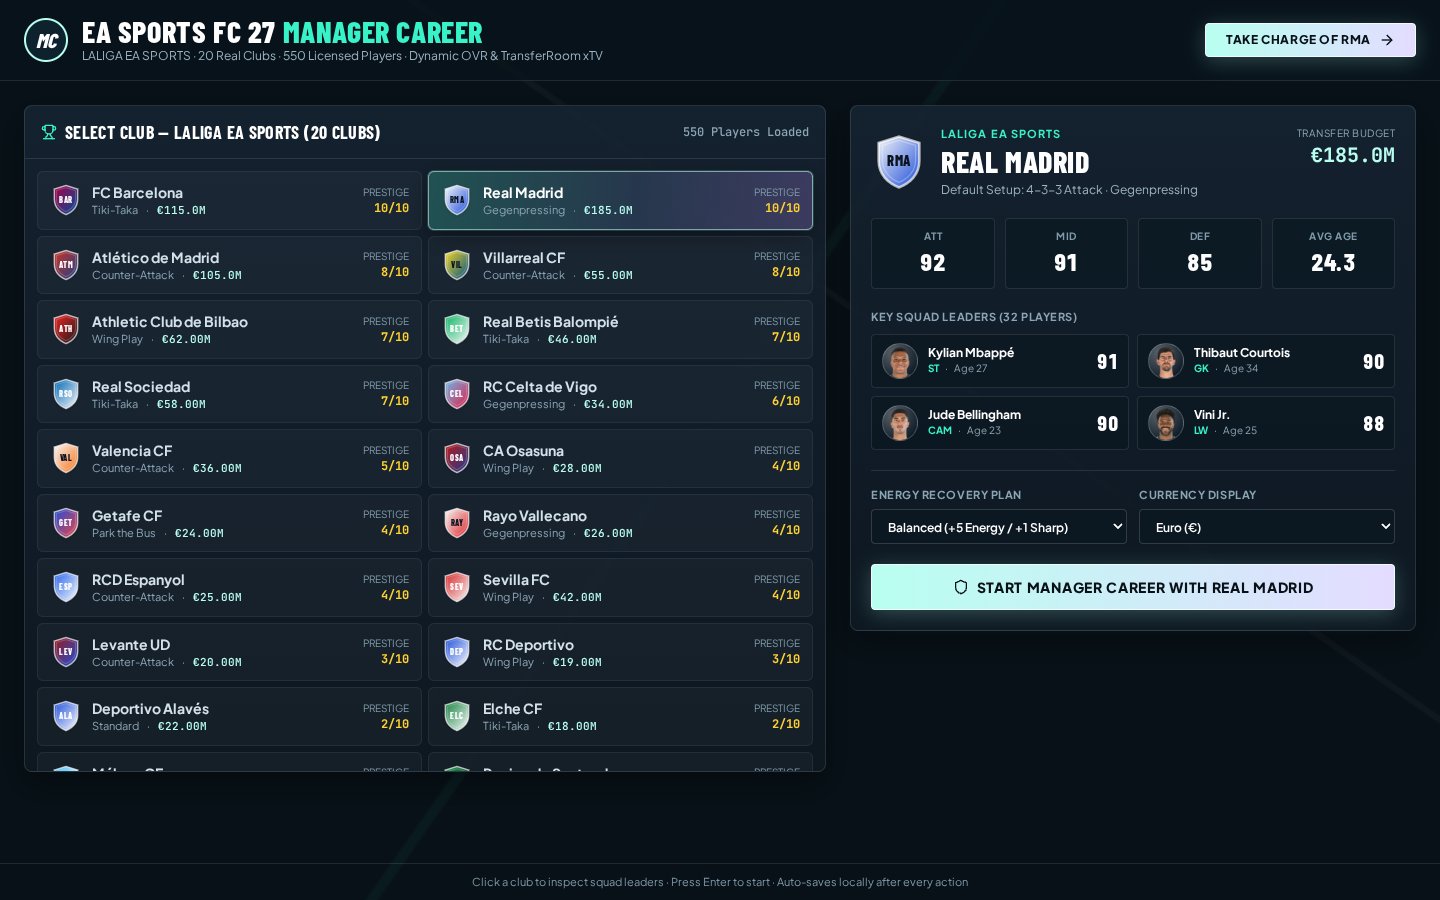 MC
EA SPORTS FC 27 MANAGER CAREER
LALIGA EA SPORTS · 20 Real Clubs · 550 Licensed Players · Dynamic OVR & TransferRoom xTV
TAKE CHARGE OF RMA
SELECT CLUB — LALIGA EA SPORTS (20 CLUBS)
550 Players Loaded
BAR
FC Barcelona
Tiki-Taka · €115.0M
PRESTIGE
10/10
RMA
Real Madrid
Gegenpressing · €185.0M
PRESTIGE
10/10
ATM
Atlético de Madrid
Counter-Attack · €105.0M
PRESTIGE
8/10
VIL
Villarreal CF
Counter-Attack · €55.00M
PRESTIGE
8/10
ATH
Athletic Club de Bilbao
Wing Play · €62.00M
PRESTIGE
7/10
BET
Real Betis Balompié
Tiki-Taka · €46.00M
PRESTIGE
7/10
RSO
Real Sociedad
Tiki-Taka · €58.00M
PRESTIGE
7/10
CEL
RC Celta de Vigo
Gegenpressing · €34.00M
PRESTIGE
6/10
VAL
Valencia CF
Counter-Attack · €36.00M
PRESTIGE
5/10
OSA
CA Osasuna
Wing Play · €28.00M
PRESTIGE
4/10
GET
Getafe CF
Park the Bus · €24.00M
PRESTIGE
4/10
RAY
Rayo Vallecano
Gegenpressing · €26.00M
PRESTIGE
4/10
ESP
RCD Espanyol
Counter-Attack · €25.00M
PRESTIGE
4/10
SEV
Sevilla FC
Wing Play · €42.00M
PRESTIGE
4/10
LEV
Levante UD
Counter-Attack · €20.00M
PRESTIGE
3/10
DEP
RC Deportivo
Wing Play · €19.00M
PRESTIGE
3/10
ALA
Deportivo Alavés
Standard · €22.00M
PRESTIGE
2/10
ELC
Elche CF
Tiki-Taka · €18.00M
PRESTIGE
2/10
RMA
LALIGA EA SPORTS
REAL MADRID
Default Setup: 4-3-3 Attack · Gegenpressing
TRANSFER BUDGET
€185.0M
ATT
92
MID
91
DEF
85
AVG AGE
24.3
KEY SQUAD LEADERS (32 PLAYERS)
Kylian Mbappé
ST · Age 27
91
Thibaut Courtois
GK · Age 34
90
Jude Bellingham
CAM · Age 23
90
Vini Jr.
LW · Age 25
88
ENERGY RECOVERY PLAN
Balanced (+5 Energy / +1 Sharp)
CURRENCY DISPLAY
Euro (€)
START MANAGER CAREER WITH REAL MADRID
Click a club to inspect squad leaders · Press Enter to start · Auto-saves locally after every action